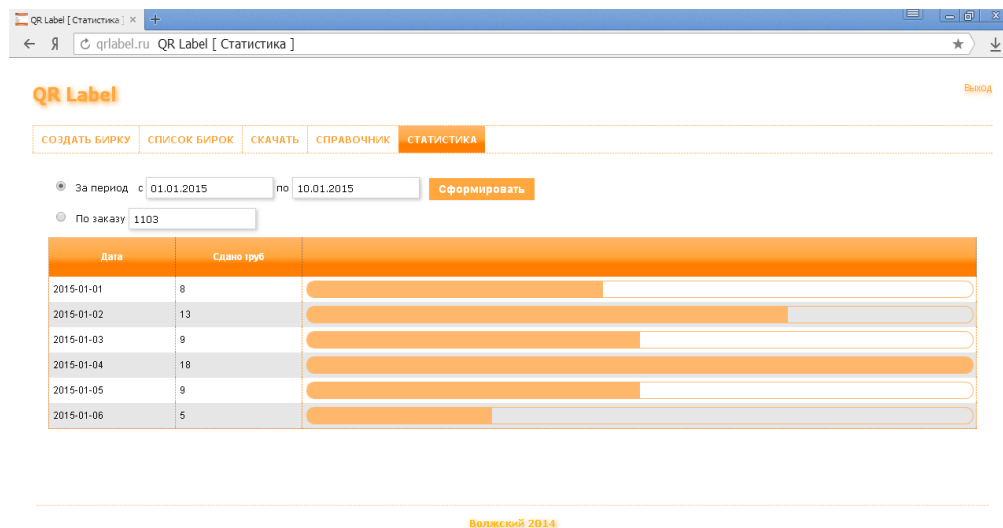 QR Label [ Статистика ]
qrlabel.ru QR Label [ Статистика ]
QR Label
Выход
СОЗДАТЬ БИРКУ СПИСОК БИРОК СКАЧАТЬ СПРАВОЧНИК СТАТИСТИКА
За период с 01.01.2015 по 10.01.2015 Сформировать
По заказу 1103
Дата Сдано труб
2015-01-01 8
2015-01-02 13
2015-01-03 9
2015-01-04 18
2015-01-05 9
2015-01-06 5
Волжский 2014